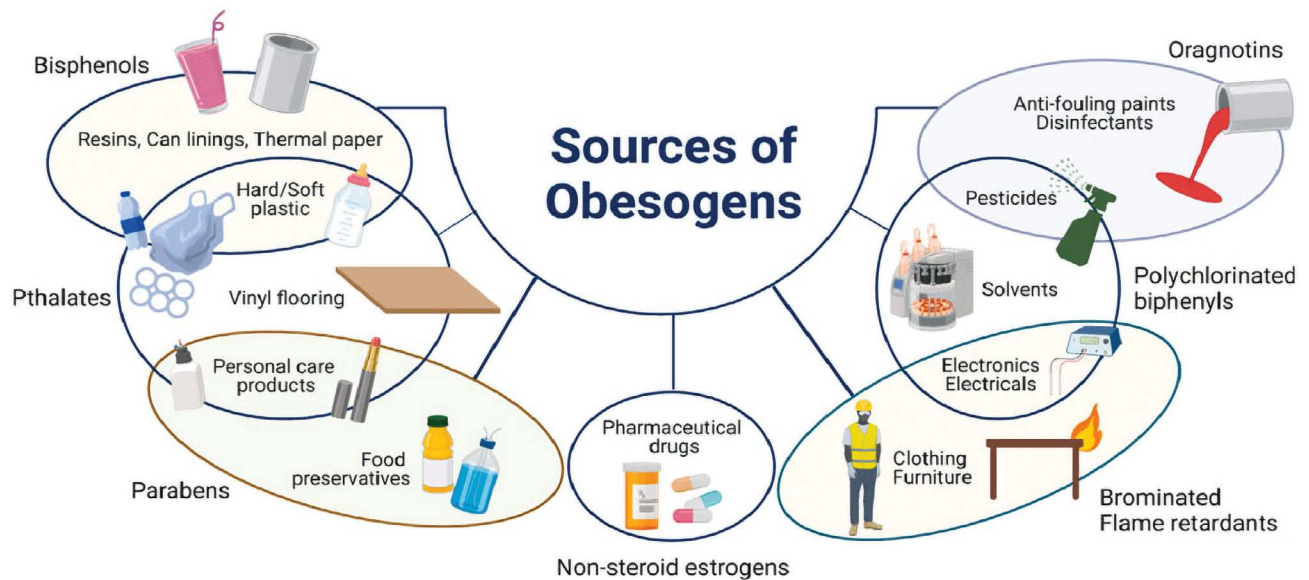 Sources of
Obesogens
Bisphenols
Resins, Can linings, Thermal paper
Hard/Soft
plastic
Pthalates
Vinyl flooring
Personal care
products
Food
preservatives
Parabens
Pharmaceutical
drugs
Non-steroid estrogens
Oragnotins
Anti-fouling paints
Disinfectants
Pesticides
Solvents
Polychlorinated
biphenyls
Electronics
Electricals
Clothing
Furniture
Brominated
Flame retardants